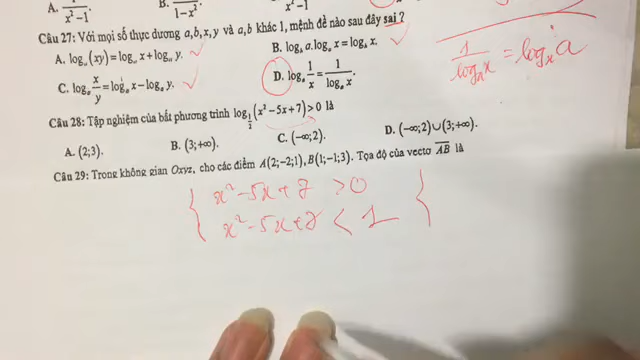 A. 1/(x²-1).
B. 1/(1-x²).
x²-1
Câu 27: Với mọi số thực dương a,b,x,y và a,b khác 1, mệnh đề nào sau đây sai ?
A. logₐ(xy)=logₐ x+logₐ y.
B. log_b a.logₐ x=log_b x.
C. logₐ x/y=logₐ x-logₐ y.
D. logₐ 1/x = 1/(logₐ x).
1/(logₐx) = logₓa
Câu 28: Tập nghiệm của bất phương trình log_{1/2}(x²-5x+7)>0 là
A. (2;3). B. (3;+∞). C. (-∞;2). D. (-∞;2)∪(3;+∞).
Câu 29: Trong không gian Oxyz, cho các điểm A(2;-2;1),B(1;-1;3). Tọa độ của vectơ AB là
x²-5x+7 >0
x²-5x+7 < 1